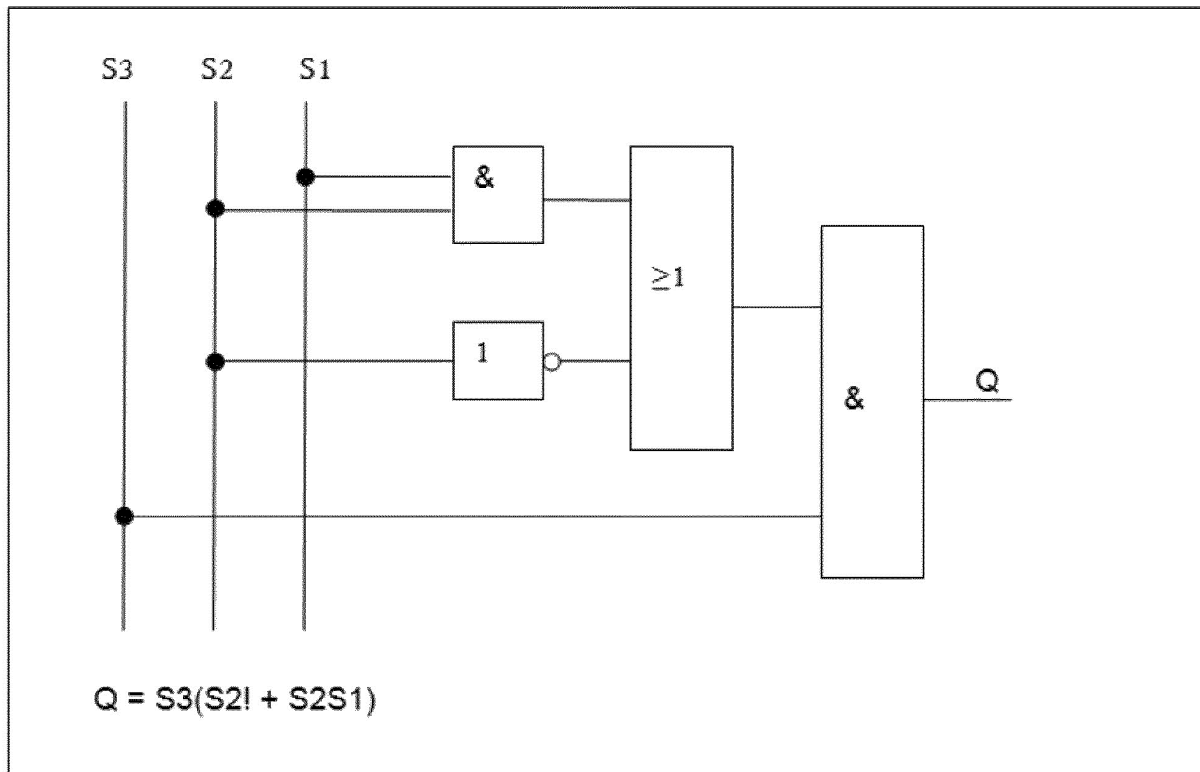 S3 S2 S1
&
≥1
1
Q
&
Q = S3(S2! + S2S1)